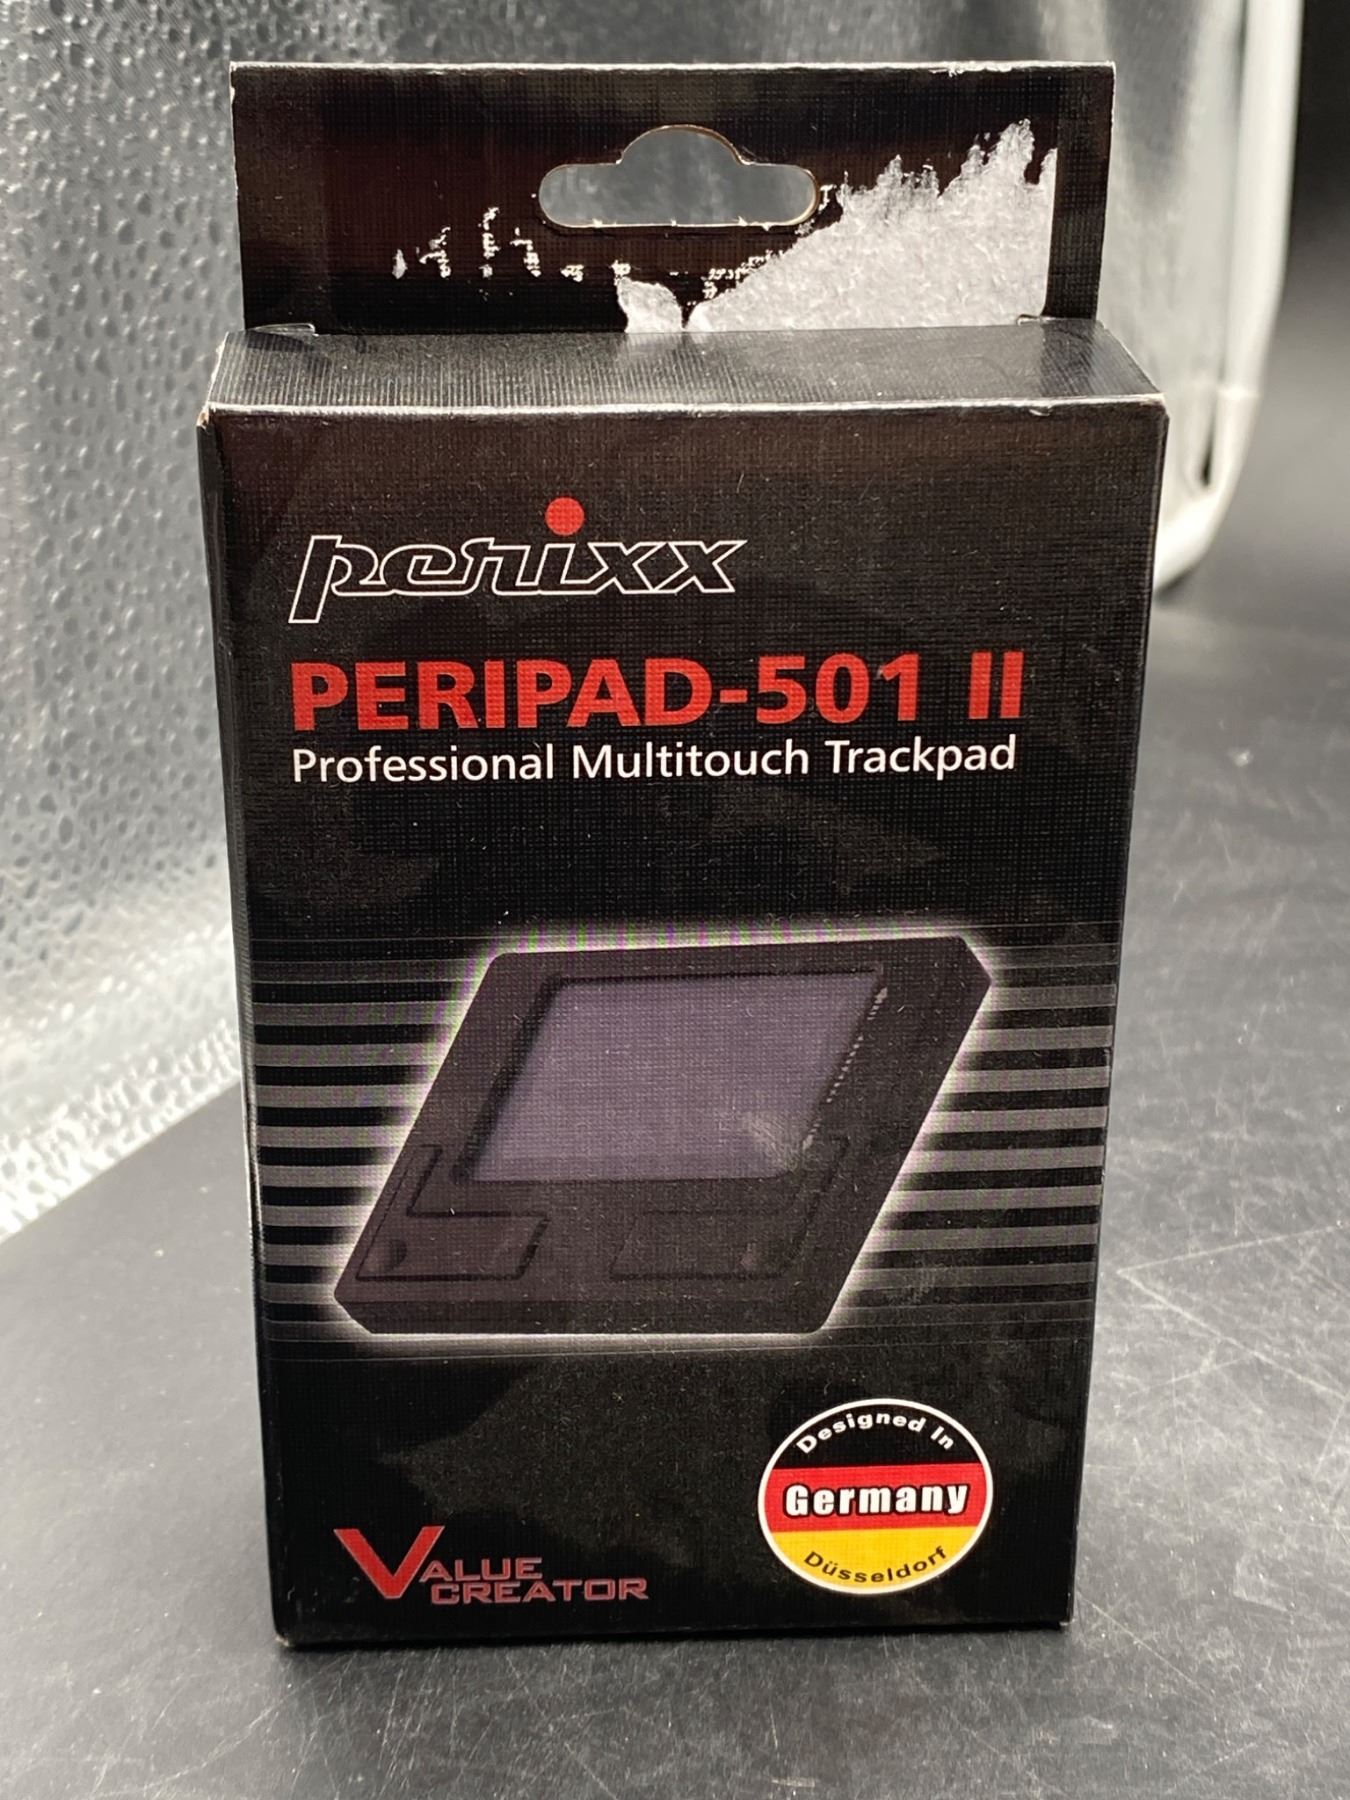 perixx
PERIPAD-501 II
Professional Multitouch Trackpad
Designed In
Germany
Düsseldorf
VALUE
CREATOR